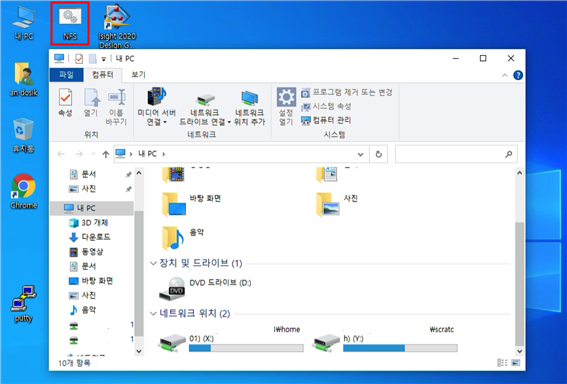 내 PC
NFS
Isight 2020
Design G...
an dosik
휴지통
Chrome
putty
내 PC
파일
컴퓨터
보기
속성
열기
이름
바꾸기
위치
미디어 서버
연결
네트워크
드라이브 연결
네트워크
위치 추가
네트워크
설정
열기
프로그램 제거 또는 변경
시스템 속성
컴퓨터 관리
시스템
내 PC
문서
사진
내 PC
3D 개체
다운로드
동영상
문서
바탕 화면
사진
음악
바탕 화면
사진
음악
장치 및 드라이브 (1)
DVD 드라이브 (D:)
DVD
네트워크 위치 (2)
\home
01) (X:)
\scratc
h) (Y:)
10개 항목